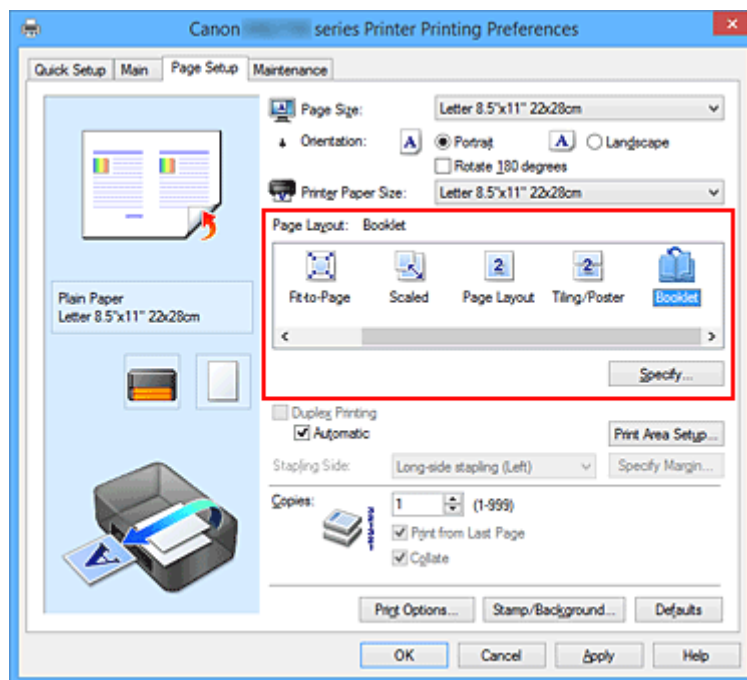 Canon series Printer Printing Preferences
Quick Setup Main Page Setup Maintenance
Page Size: Letter 8.5"x11" 22x28cm
Orientation: A Portrait A Landscape
Rotate 180 degrees
Printer Paper Size: Letter 8.5"x11" 22x28cm
Page Layout: Booklet
2 2
Fit-to-Page Scaled Page Layout Tiling/Poster Booklet
Specify...
Plain Paper
Letter 8.5"x11" 22x28cm
Duplex Printing
Automatic Print Area Setup...
Stapling Side: Long-side stapling (Left) Specify Margin...
Copies: 1 (1-999)
Print from Last Page
Collate
A
Print Options... Stamp/Background... Defaults
OK Cancel Apply Help